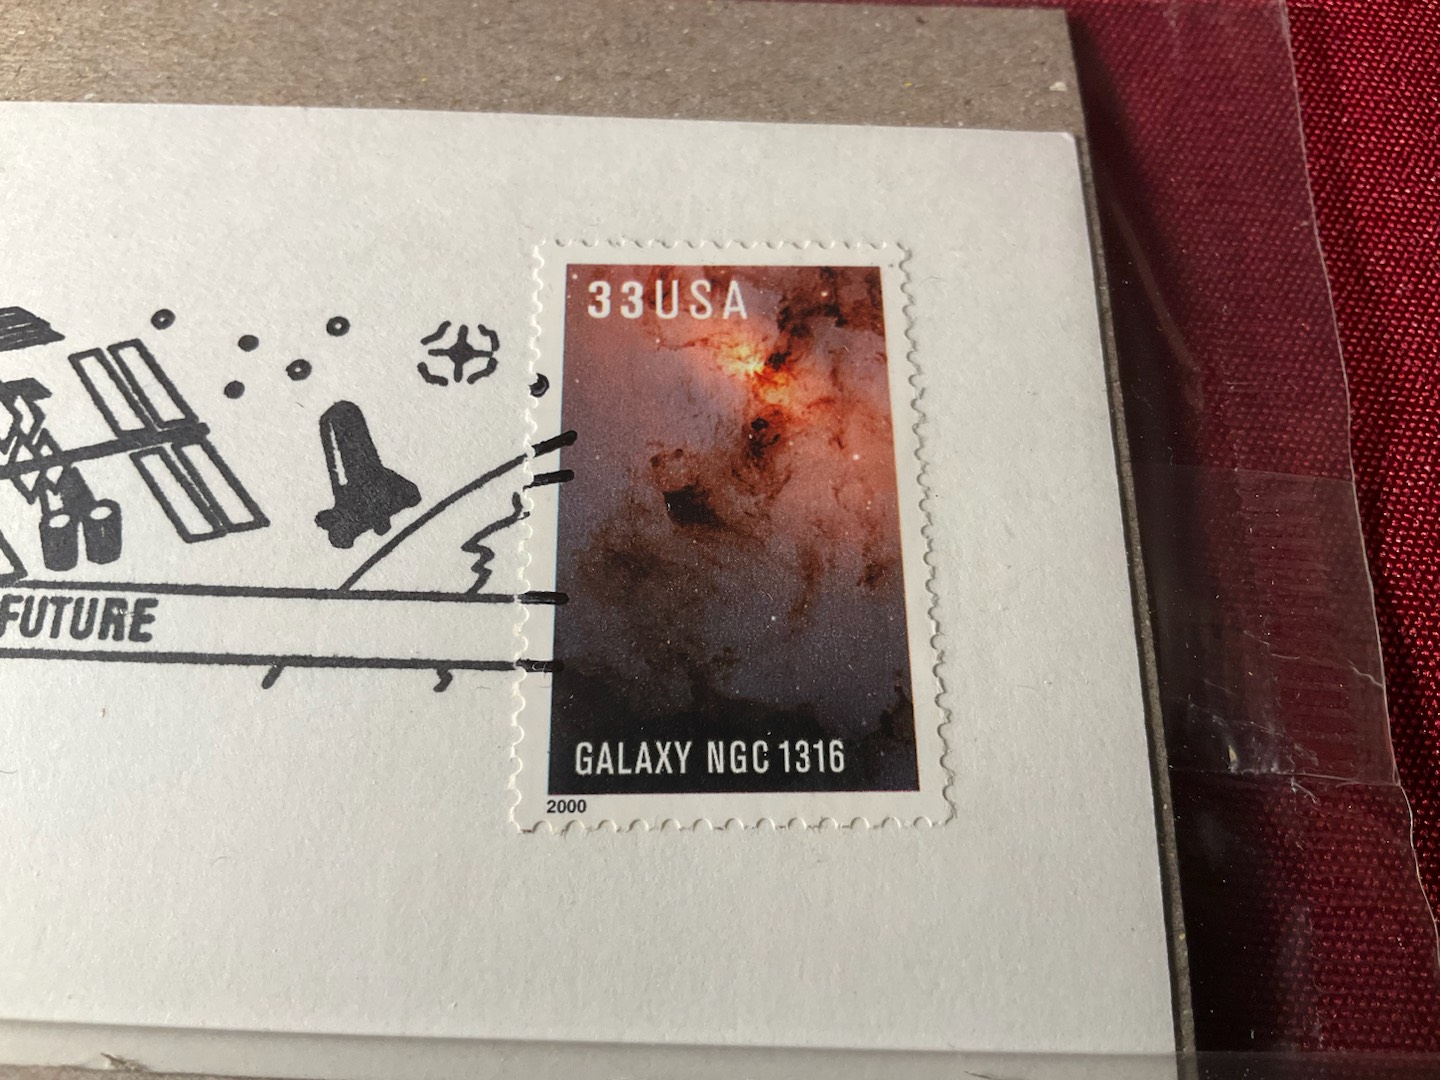 33USA
FUTURE
GALAXY NGC 1316
2000